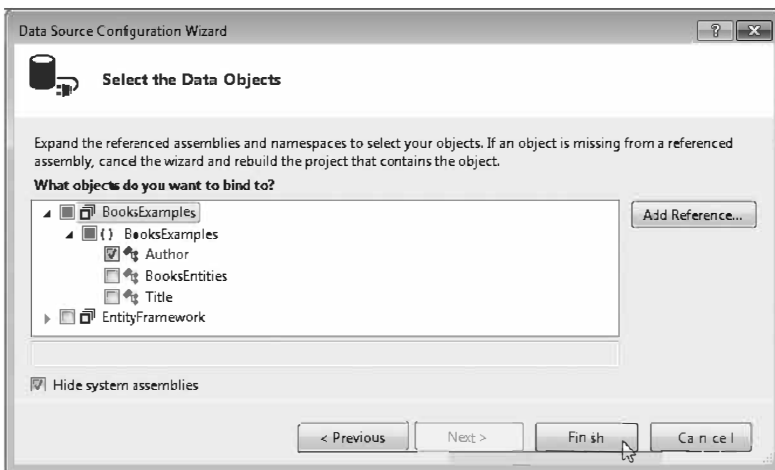 Data Source Configuration Wizard
Select the Data Objects
Expand the referenced assemblies and namespaces to select your objects. If an object is missing from a referenced
assembly, cancel the wizard and rebuild the project that contains the object.
What objects do you want to bind to?
BooksExamples
Add Reference...
{ } BooksExamples
Author
BooksEntities
Title
EntityFramework
Hide system assemblies
< Previous
Next >
Finish
Cancel